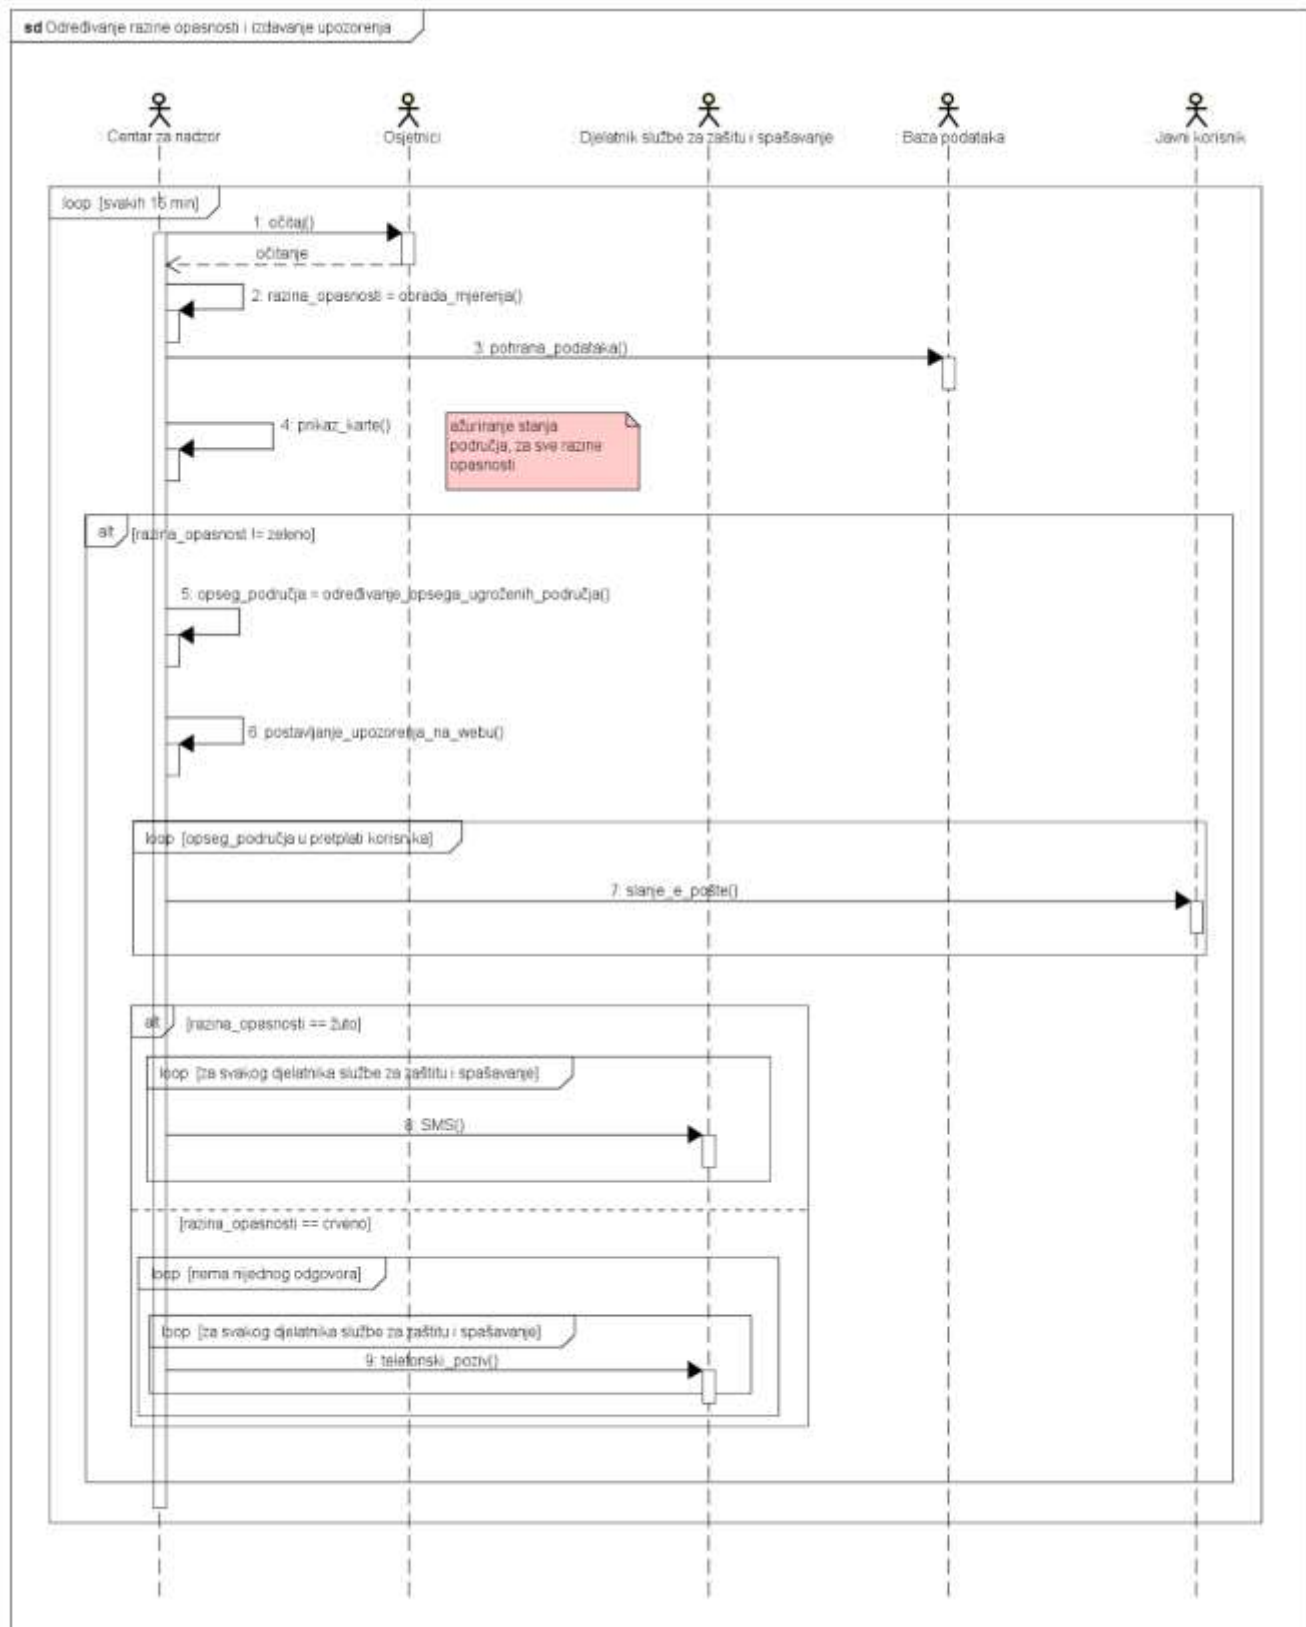 sd Određivanje razine opasnosti i izdavanje upozorenja
Centar za nadzor
Osjetnici
Djelatnik službe za zašitu i spašavanje
Baza podataka
Javni korisnik
loop [svakih 15 min]
1: očitaj()
očitanje
2: razina_opasnosti = obrada_mjerenja()
3: pohrana_podataka()
4: prikaz_karte()
ažuriranje stanja
područja, za sve razine
opasnosti
alt [razina_opasnost != zeleno]
5: opseg_područja = određivanje_opsega_ugroženih_područja()
6: postavljanje_upozorenja_na_webu()
loop [opseg_područja u pretplati korisnika]
7: slanje_e_pošte()
alt [razina_opasnosti == žuto]
loop [za svakog djelatnika službe za zaštitu i spašavanje]
8: SMS()
[razina_opasnosti == crveno]
loop [nema nijednog odgovora]
loop [za svakog djelatnika službe za zaštitu i spašavanje]
9: telefonski_poziv()